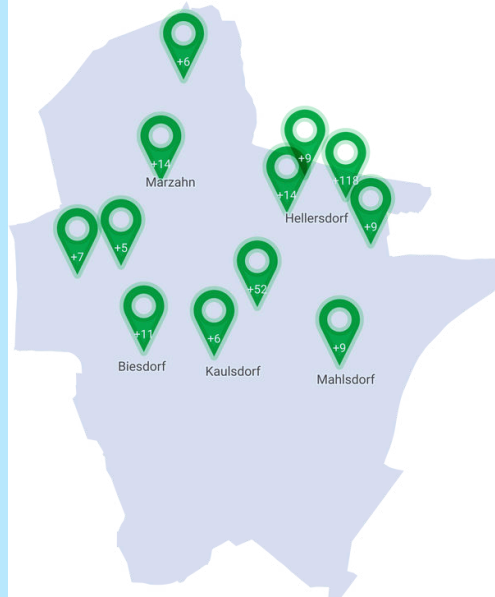 +6
+14
Marzahn
+9
+118
+14
Hellersdorf
+9
+7
+5
+52
+11
+6
+9
Biesdorf
Kaulsdorf
Mahlsdorf